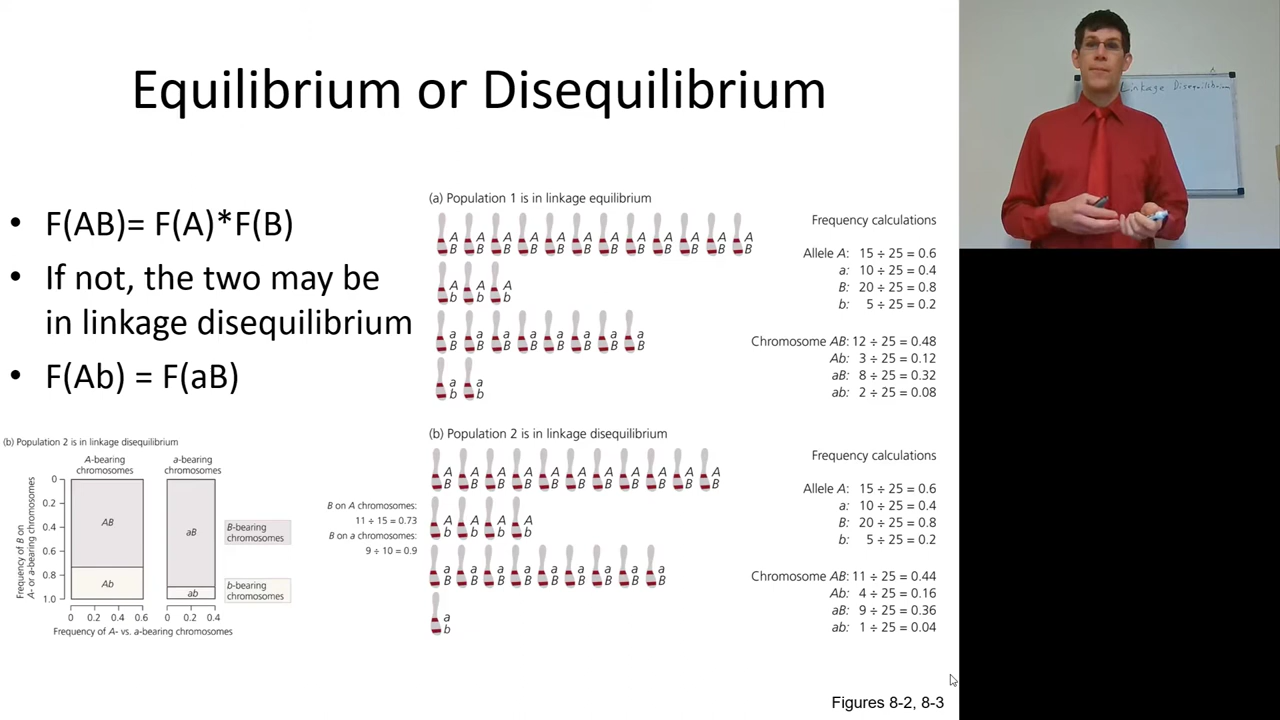 Equilibrium or Disequilibrium
Linkage Disequilibrium
• F(AB)= F(A)*F(B)
• If not, the two may be
in linkage disequilibrium
• F(Ab) = F(aB)
(a) Population 1 is in linkage equilibrium
A A A A A A A A A A A A
B B B B B B B B B B B B
A A A
b b b
a a a a a a a a
B B B B B B B B
a a
b b
Frequency calculations
Allele A: 15 ÷ 25 = 0.6
a: 10 ÷ 25 = 0.4
B: 20 ÷ 25 = 0.8
b: 5 ÷ 25 = 0.2
Chromosome AB: 12 ÷ 25 = 0.48
Ab: 3 ÷ 25 = 0.12
aB: 8 ÷ 25 = 0.32
ab: 2 ÷ 25 = 0.08
(b) Population 2 is in linkage disequilibrium
A-bearing
chromosomes
a-bearing
chromosomes
Frequency of B on
A- or a-bearing chromosomes
0
0.2
0.4
0.6
0.8
1.0
AB
Ab
aB
ab
B-bearing
chromosomes
b-bearing
chromosomes
0 0.2 0.4 0.6
0 0.2 0.4
Frequency of A- vs. a-bearing chromosomes
B on A chromosomes:
11 ÷ 15 = 0.73
B on a chromosomes:
9 ÷ 10 = 0.9
(b) Population 2 is in linkage disequilibrium
A A A A A A A A A A A
B B B B B B B B B B B
A A A A
b b b b
a a a a a a a a a
B B B B B B B B B
a
b
Frequency calculations
Allele A: 15 ÷ 25 = 0.6
a: 10 ÷ 25 = 0.4
B: 20 ÷ 25 = 0.8
b: 5 ÷ 25 = 0.2
Chromosome AB: 11 ÷ 25 = 0.44
Ab: 4 ÷ 25 = 0.16
aB: 9 ÷ 25 = 0.36
ab: 1 ÷ 25 = 0.04
Figures 8-2, 8-3